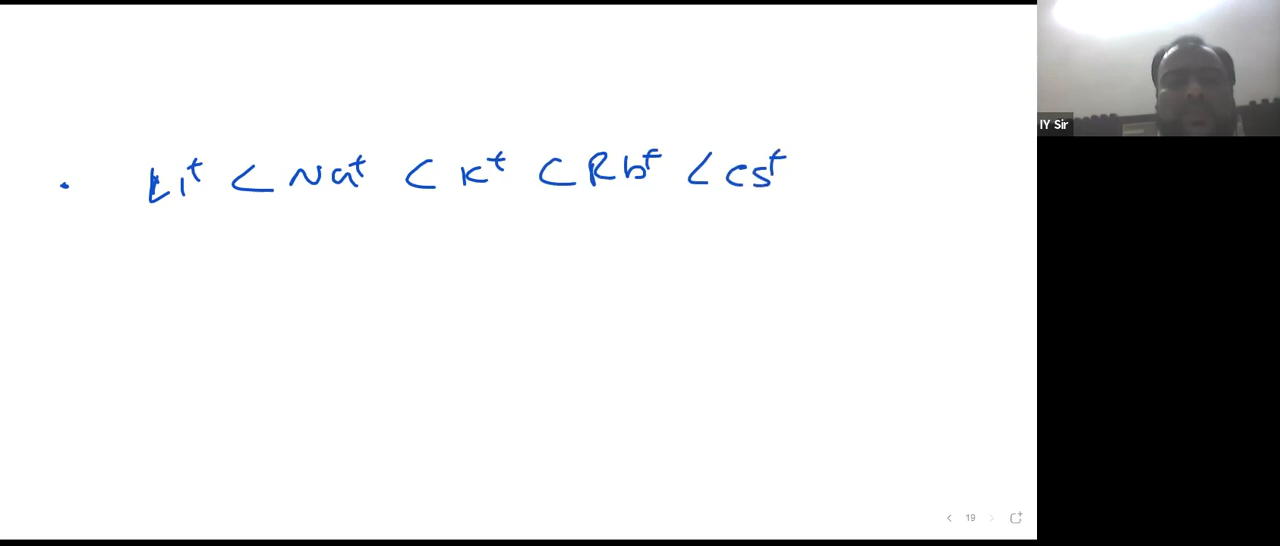 . Li⁺ < Na⁺ < K⁺ < Rb⁺ < Cs⁺
IY Sir
19